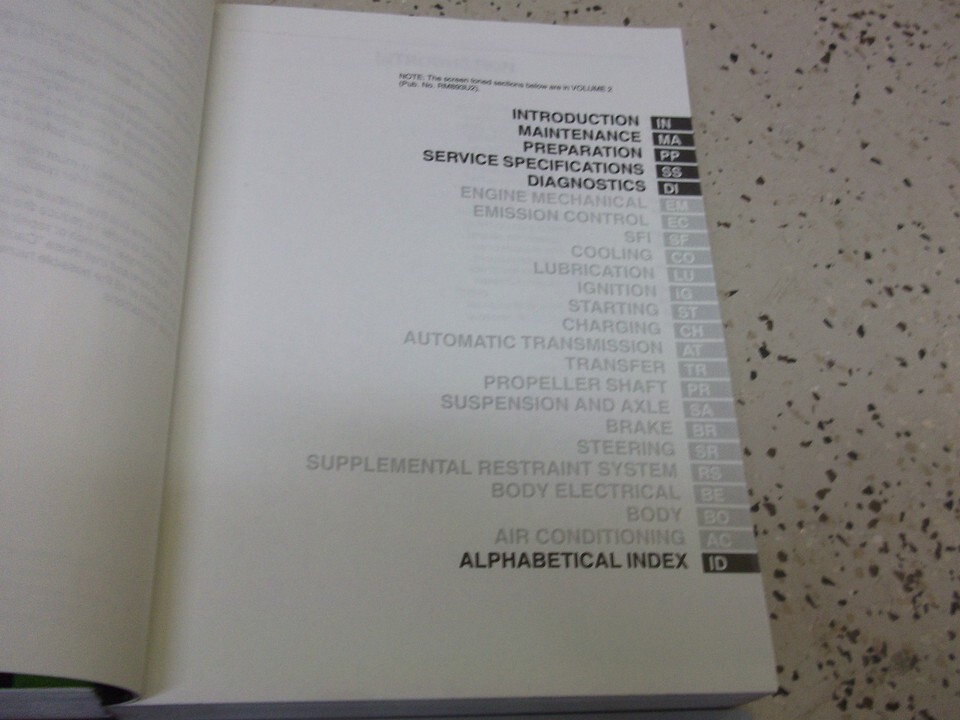 NOTE: The screen toned sections below are in VOLUME 2
(Pub. No. RM893U2).
INTRODUCTION IN
MAINTENANCE MA
PREPARATION PP
SERVICE SPECIFICATIONS SS
DIAGNOSTICS DI
ENGINE MECHANICAL EM
EMISSION CONTROL EC
SFI SF
COOLING CO
LUBRICATION LU
IGNITION IG
STARTING ST
CHARGING CH
AUTOMATIC TRANSMISSION AT
TRANSFER TR
PROPELLER SHAFT PR
SUSPENSION AND AXLE SA
BRAKE BR
STEERING SR
SUPPLEMENTAL RESTRAINT SYSTEM RS
BODY ELECTRICAL BE
BODY BO
AIR CONDITIONING AC
ALPHABETICAL INDEX ID